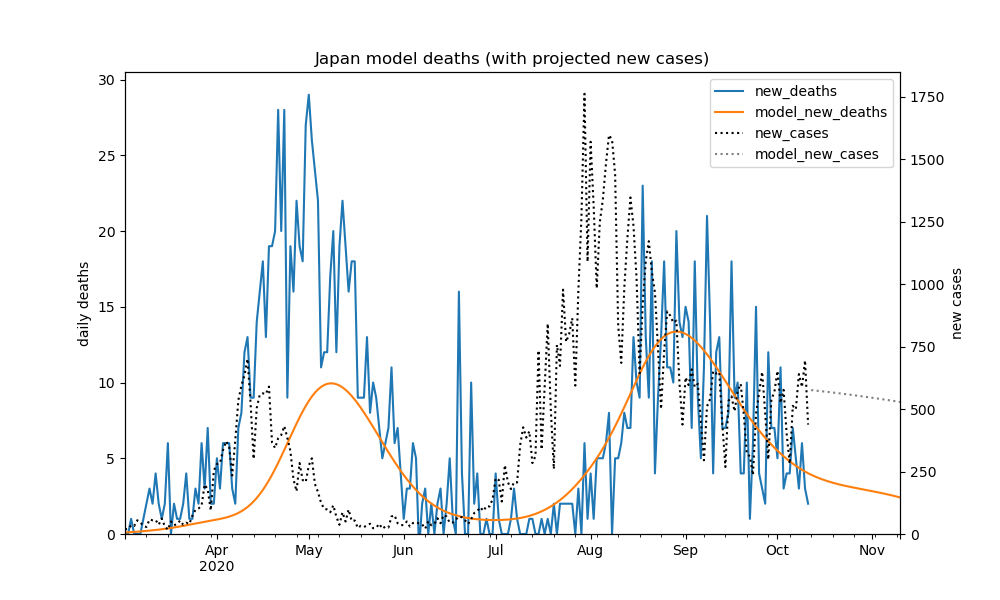 Japan model deaths (with projected new cases)
new_deaths
model_new_deaths
new_cases
model_new_cases
daily deaths
new cases
30
25
20
15
10
5
0
1750
1500
1250
1000
750
500
250
0
Apr
2020
May
Jun
Jul
Aug
Sep
Oct
Nov